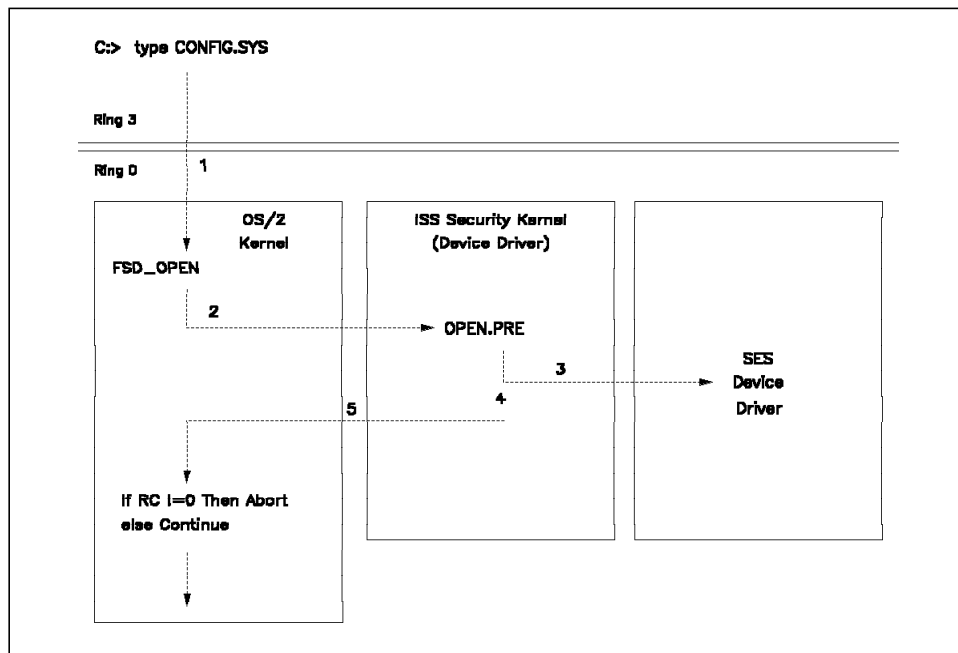 C:> type CONFIG.SYS
Ring 3
Ring 0
1
OS/2
Kernel
FSD_OPEN
2
ISS Security Kernel
(Device Driver)
OPEN.PRE
3
4
5
SES
Device
Driver
If RC !=0 Then Abort
else Continue